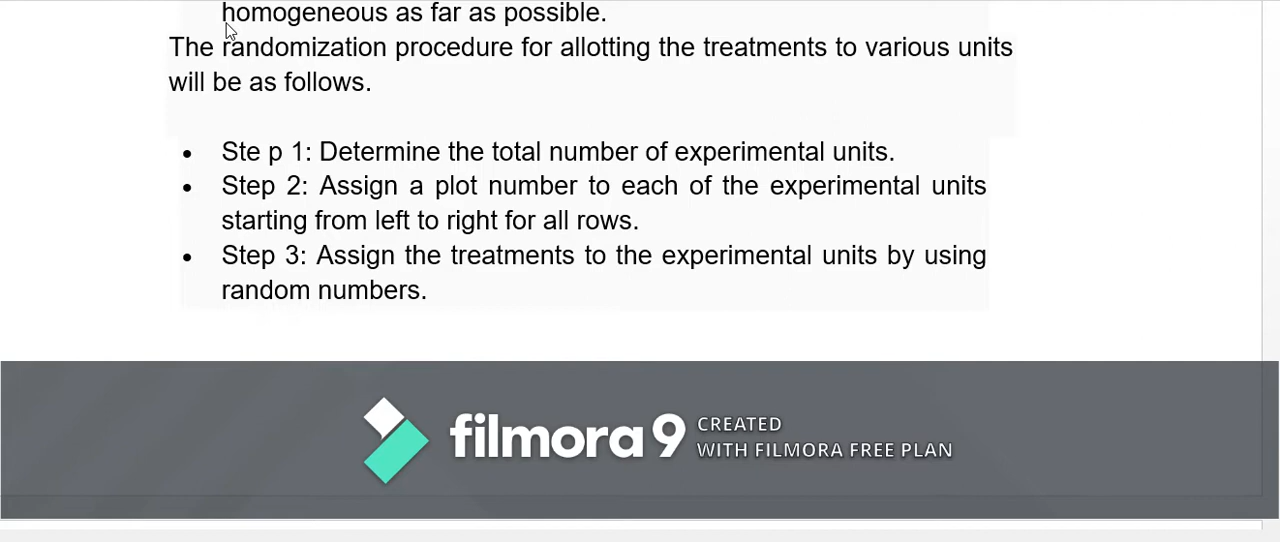 homogeneous as far as possible.
The randomization procedure for allotting the treatments to various units
will be as follows.
• Ste p 1: Determine the total number of experimental units.
• Step 2: Assign a plot number to each of the experimental units
starting from left to right for all rows.
• Step 3: Assign the treatments to the experimental units by using
random numbers.
filmora 9 CREATED
WITH FILMORA FREE PLAN